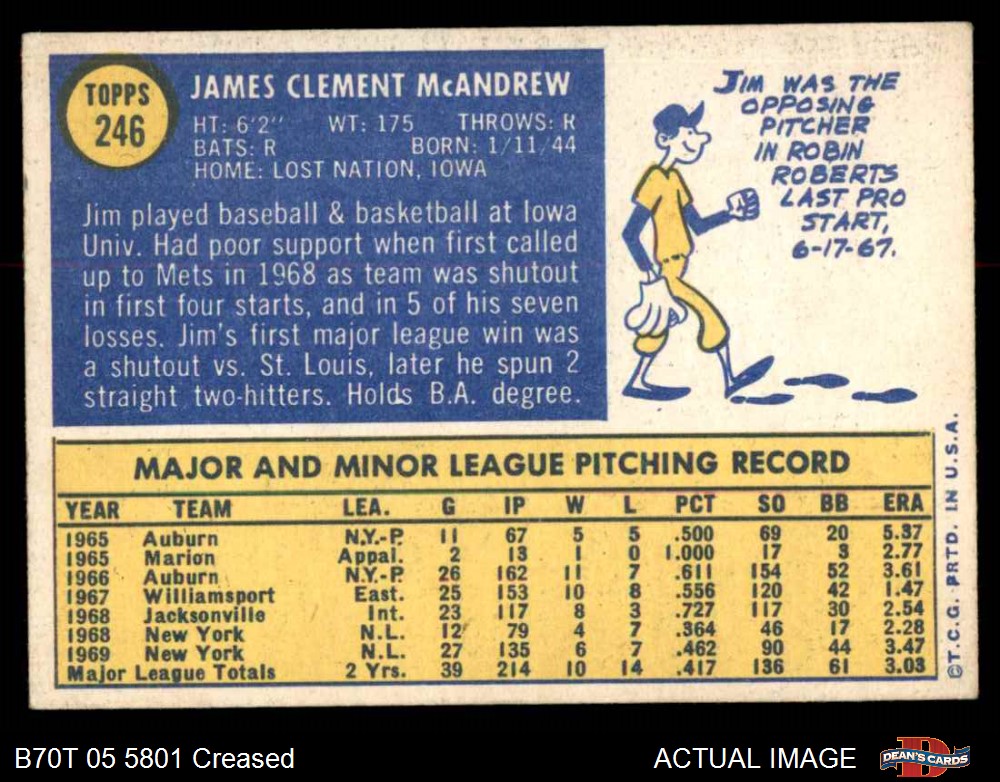 TOPPS
246
JAMES CLEMENT McANDREW
HT: 6'2" WT: 175 THROWS: R
BATS: R BORN: 1/11/44
HOME: LOST NATION, IOWA
Jim played baseball & basketball at Iowa
Univ. Had poor support when first called
up to Mets in 1968 as team was shutout
in first four starts, and in 5 of his seven
losses. Jim's first major league win was
a shutout vs. St. Louis, later he spun 2
straight two-hitters. Holds B.A. degree.
JIM WAS THE
OPPOSING
PITCHER
IN ROBIN
ROBERTS
LAST PRO
START,
6-17-67.
MAJOR AND MINOR LEAGUE PITCHING RECORD
YEAR TEAM LEA. G IP W L PCT SO BB ERA
1965 Auburn N.Y.-P. 11 67 5 5 .500 69 20 5.37
1965 Marion Appal. 2 13 1 0 1.000 17 3 2.77
1966 Auburn N.Y.-P. 26 162 11 7 .611 154 52 3.61
1967 Williamsport East. 25 153 10 8 .556 120 42 1.47
1968 Jacksonville Int. 23 117 8 3 .727 117 30 2.54
1968 New York N.L. 12 79 4 7 .364 46 17 2.28
1969 New York N.L. 27 135 6 7 .462 90 44 3.47
Major League Totals 2 Yrs. 39 214 10 14 .417 136 61 3.03
©T.C.G. PRTD. IN U.S.A.
B70T 05 5801 Creased
ACTUAL IMAGE
DEAN'S CARDS